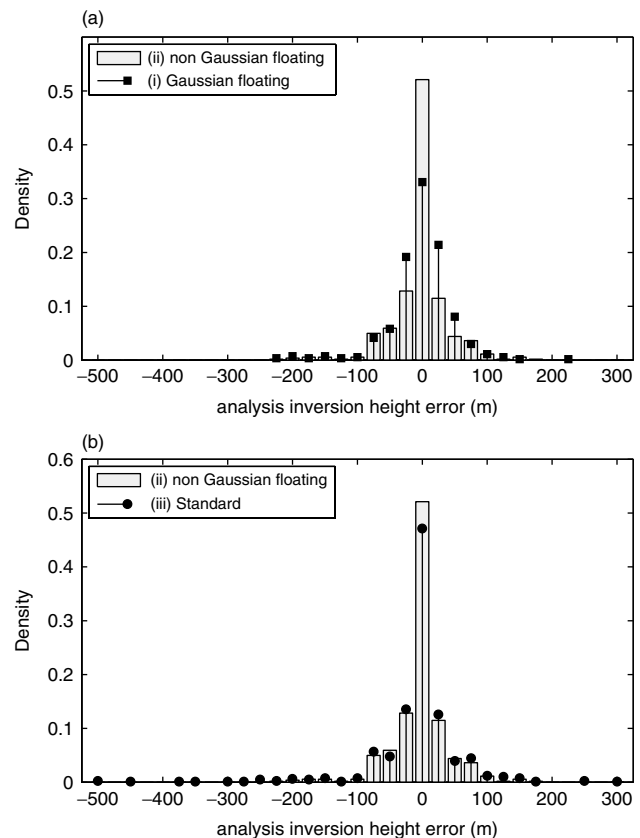 (a)
(ii) non Gaussian floating
(i) Gaussian floating
0.5
0.4
0.3
0.2
0.1
0
Density
−500 −400 −300 −200 −100 0 100 200 300
analysis inversion height error (m)
(b)
0.6
(ii) non Gaussian floating
(iii) Standard
0.5
0.4
0.3
0.2
0.1
0
Density
−500 −400 −300 −200 −100 0 100 200 300
analysis inversion height error (m)